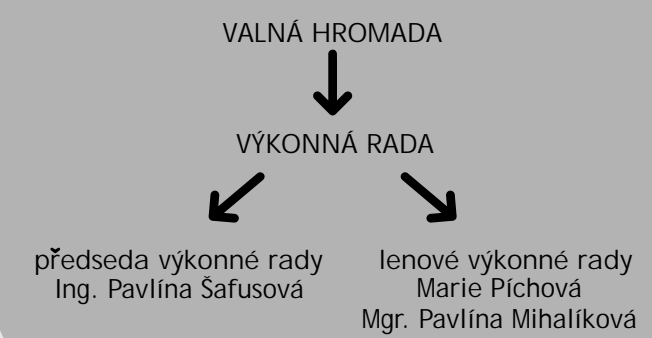 VALNÁ HROMADA
VÝKONNÁ RADA
předseda výkonné rady
Ing. Pavlína Šafusová
lenové výkonné rady
Marie Píchová
Mgr. Pavlína Mihalíková